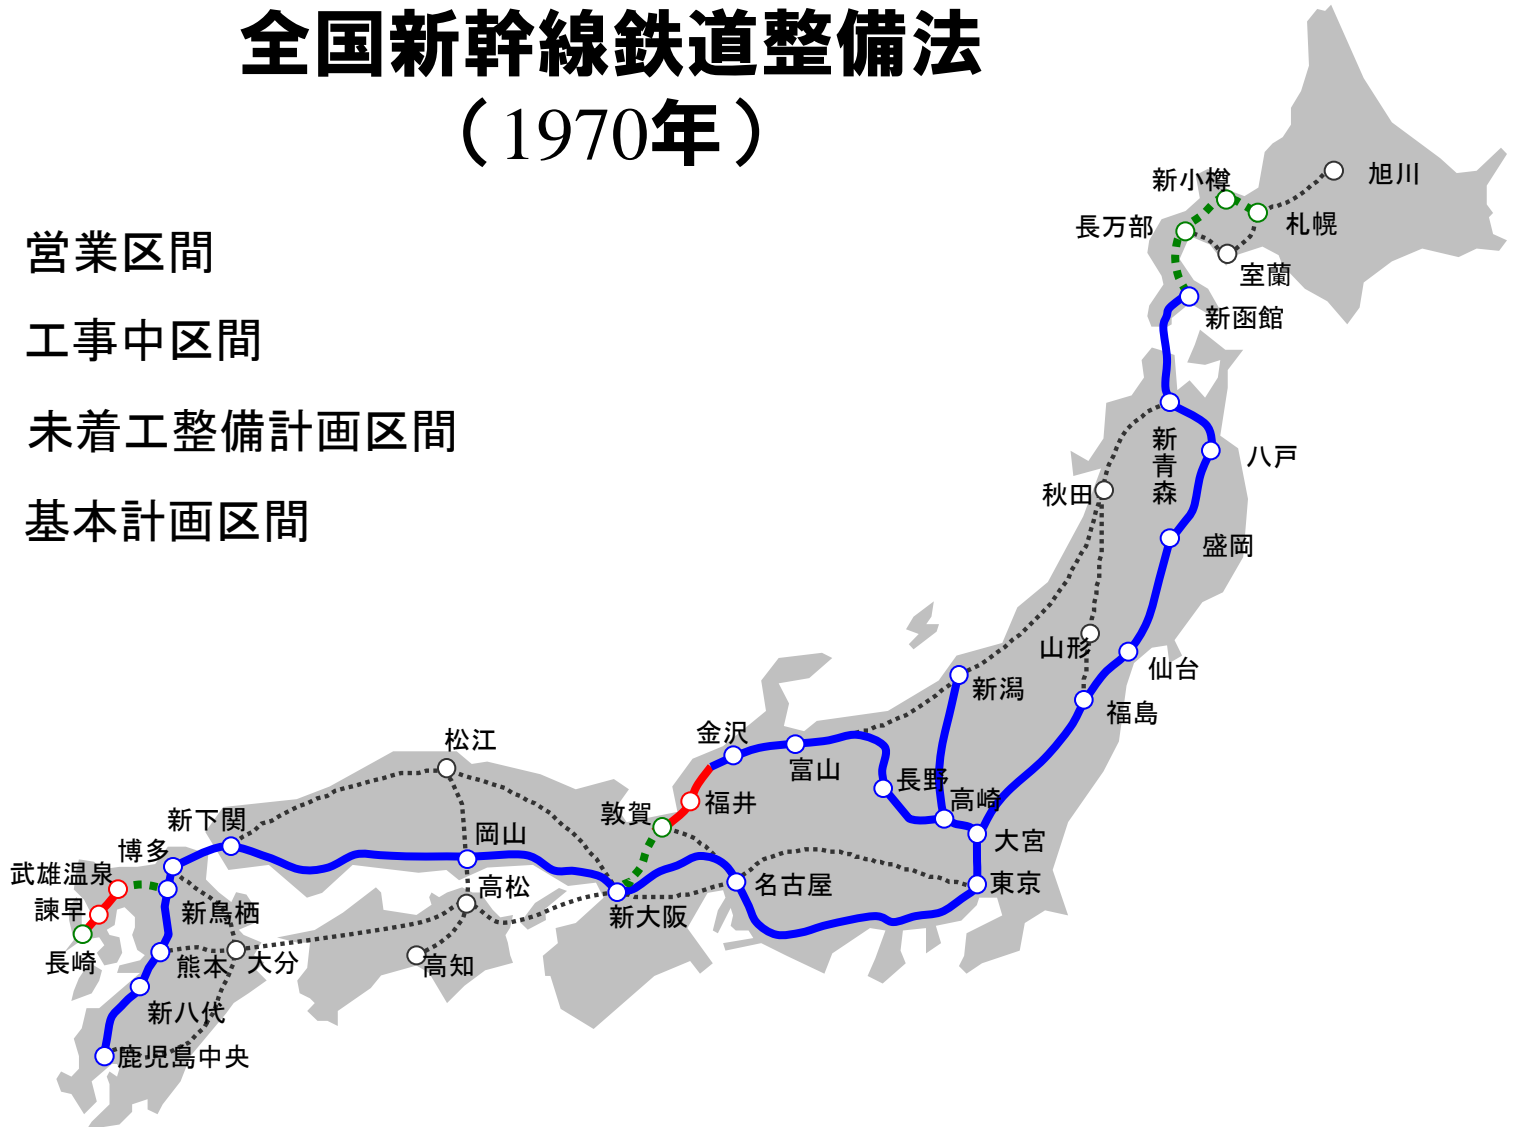 全国新幹線鉄道整備法
（1970年）
営業区間
工事中区間
未着工整備計画区間
基本計画区間
旭川
新小樽
札幌
長万部
室蘭
新函館
新青森
八戸
秋田
盛岡
山形
仙台
新潟
福島
金沢
富山
長野
高崎
松江
福井
敦賀
大宮
新下関
岡山
博多
武雄温泉
東京
名古屋
高松
諫早
新鳥栖
新大阪
長崎
熊本
大分
高知
新八代
鹿児島中央